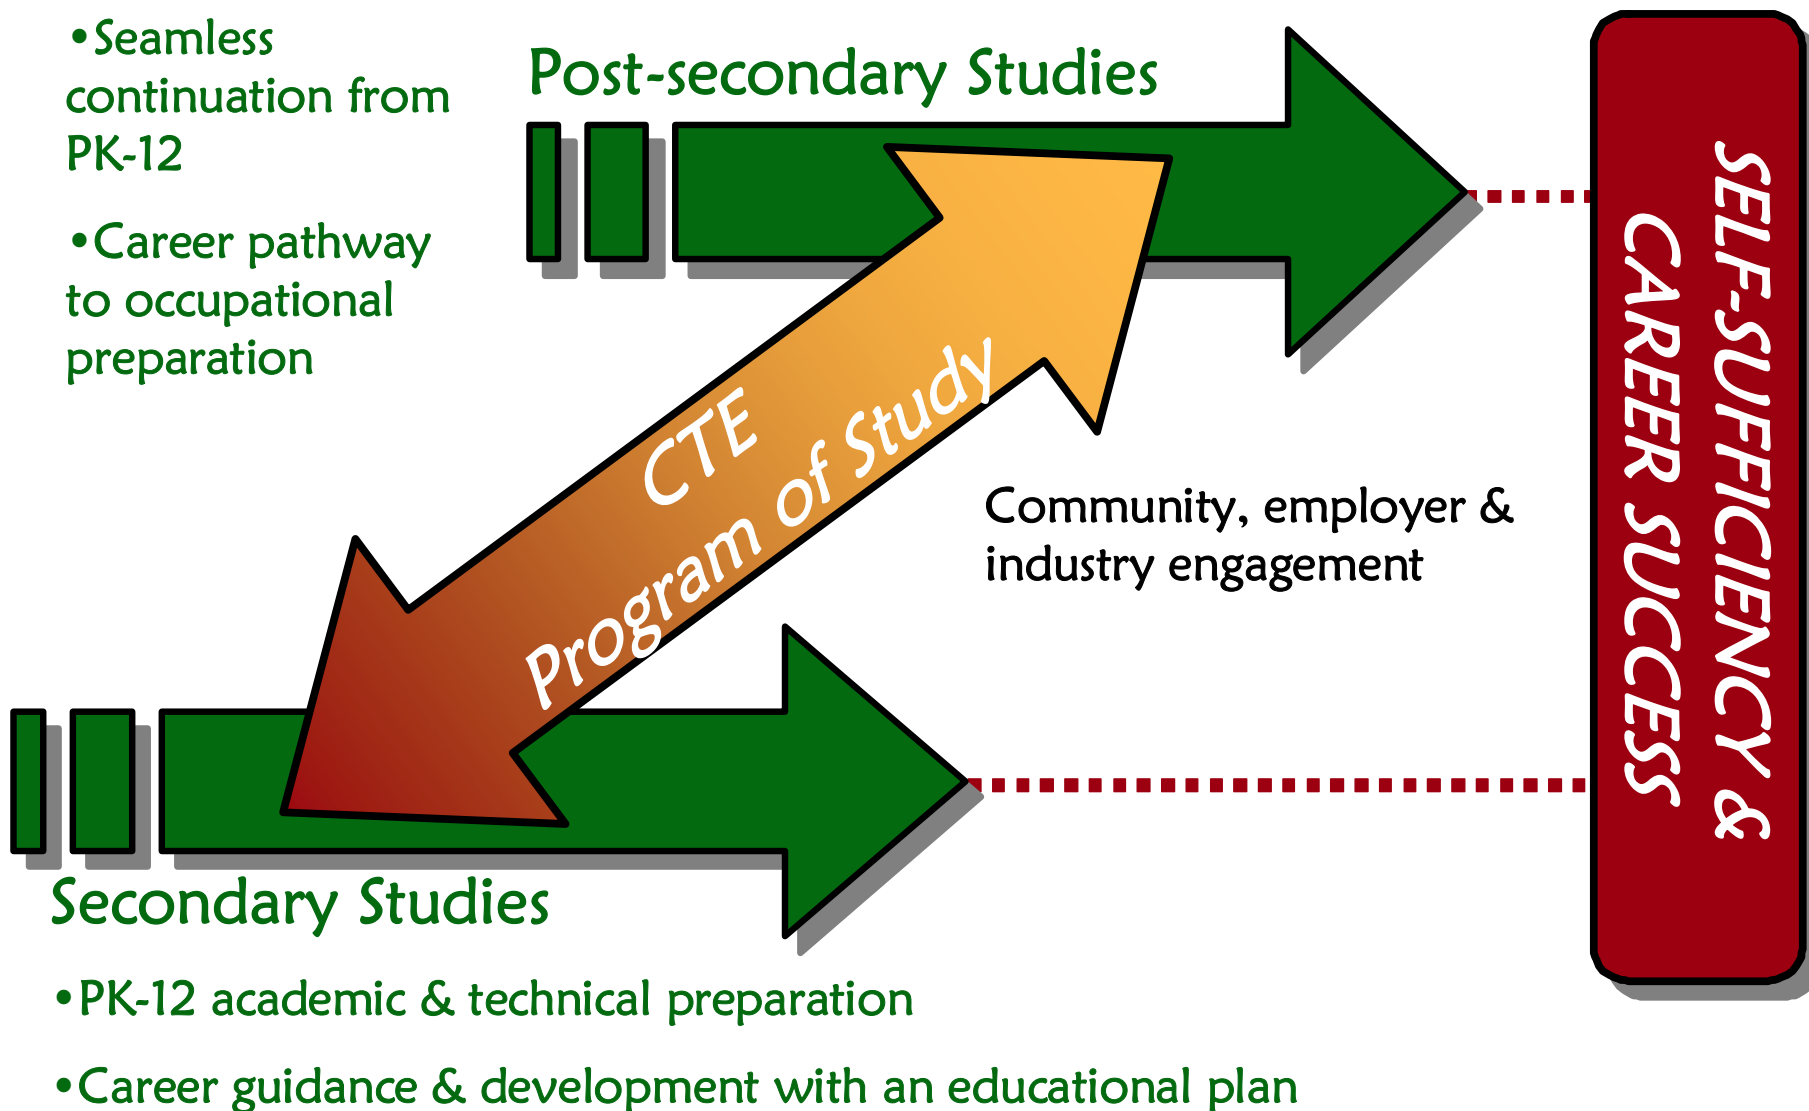 •Seamless
continuation from
PK-12
•Career pathway
to occupational
preparation
Post-secondary Studies
CTE
Program of Study
Community, employer &
industry engagement
SELF-SUFFICIENCY &
CAREER SUCCESS
Secondary Studies
•PK-12 academic & technical preparation
•Career guidance & development with an educational plan